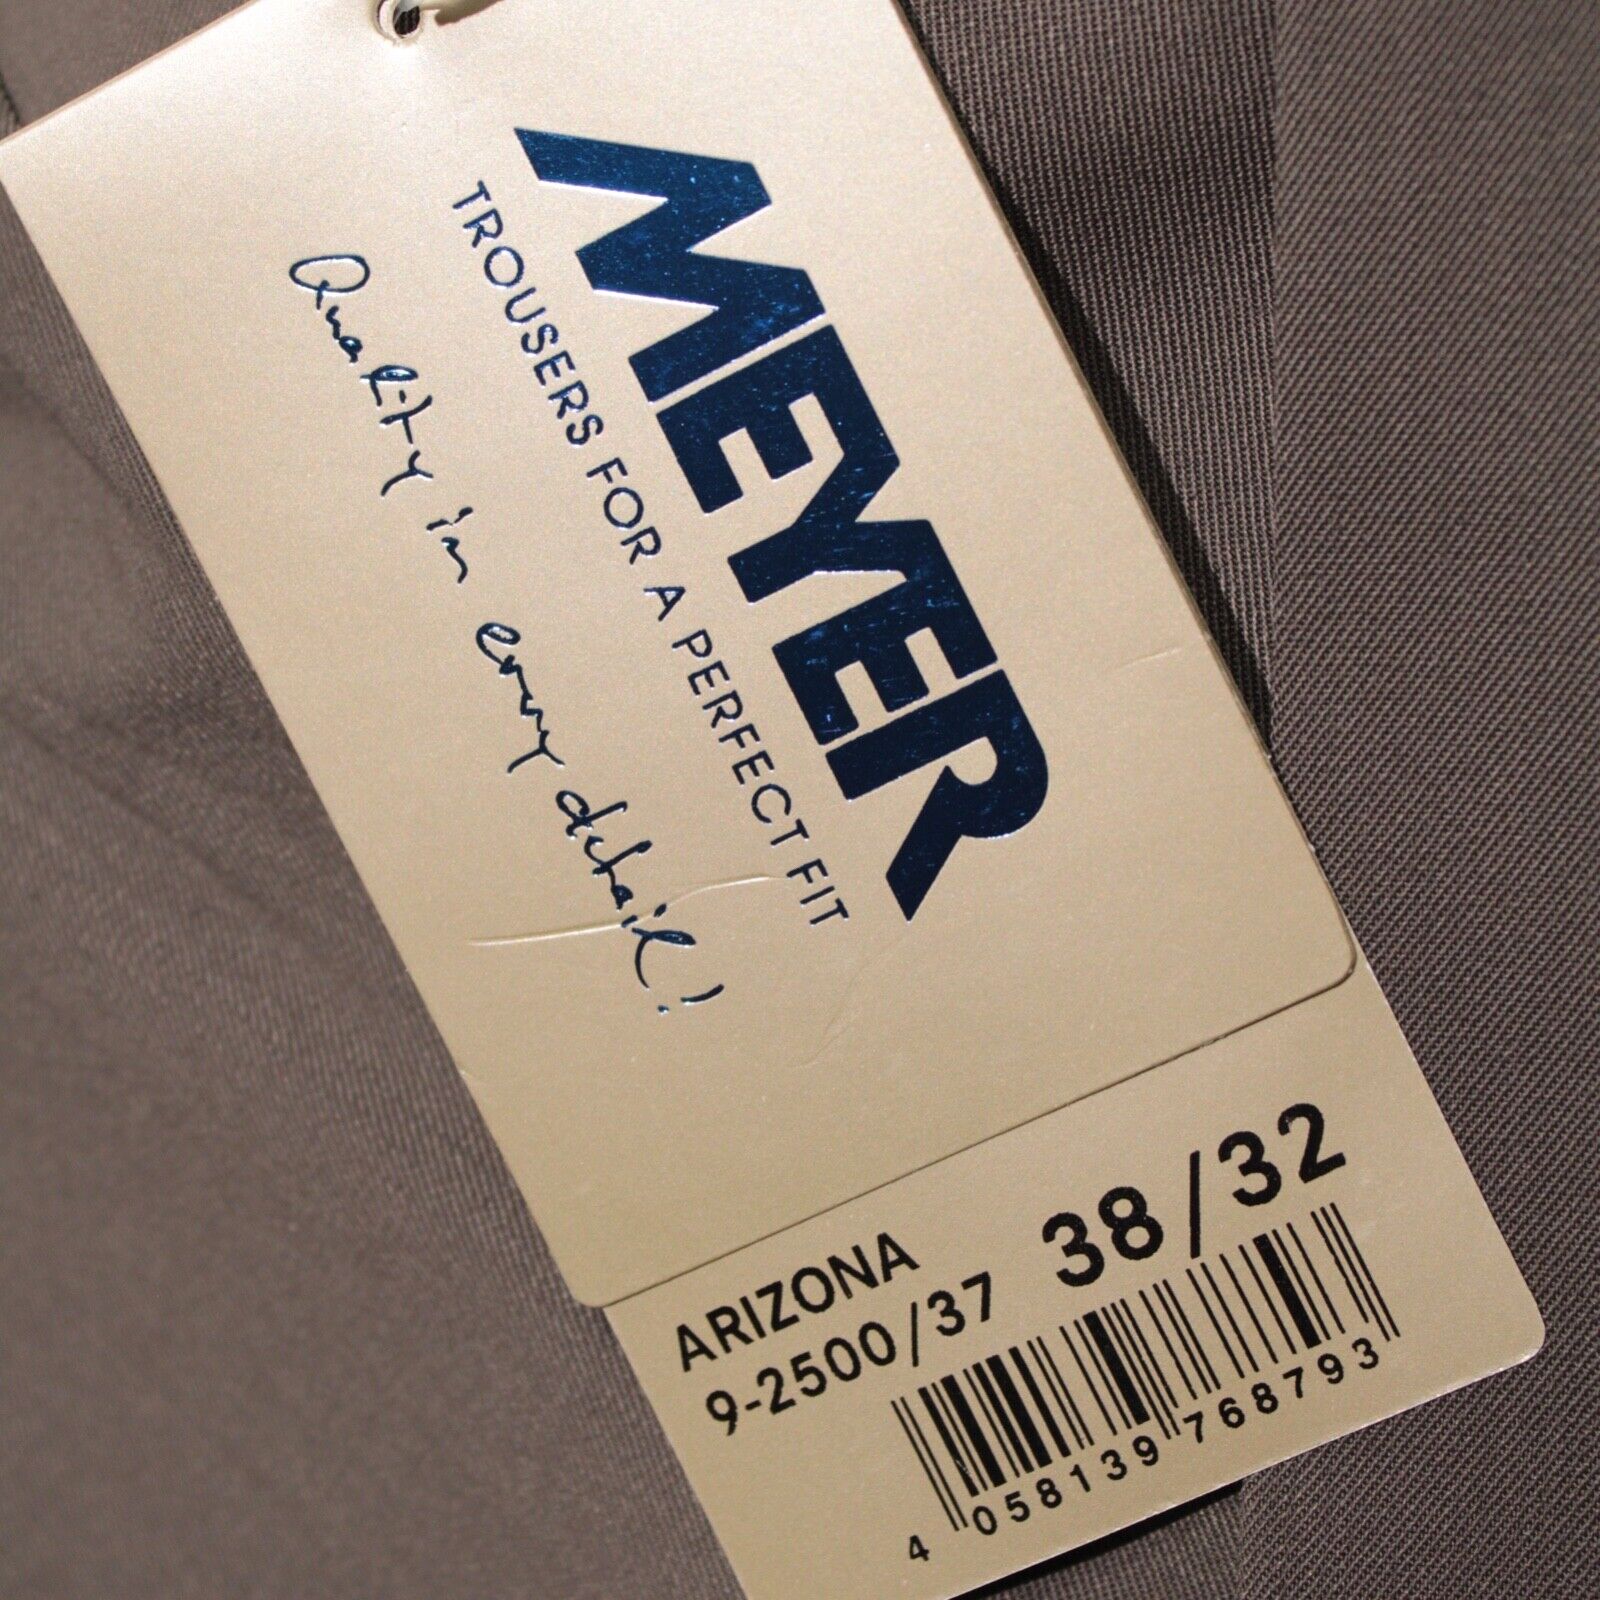 MEYER
TROUSERS FOR A PERFECT FIT
Quality in every detail!
ARIZONA
9-2500/37 38/32
4 058139 768793